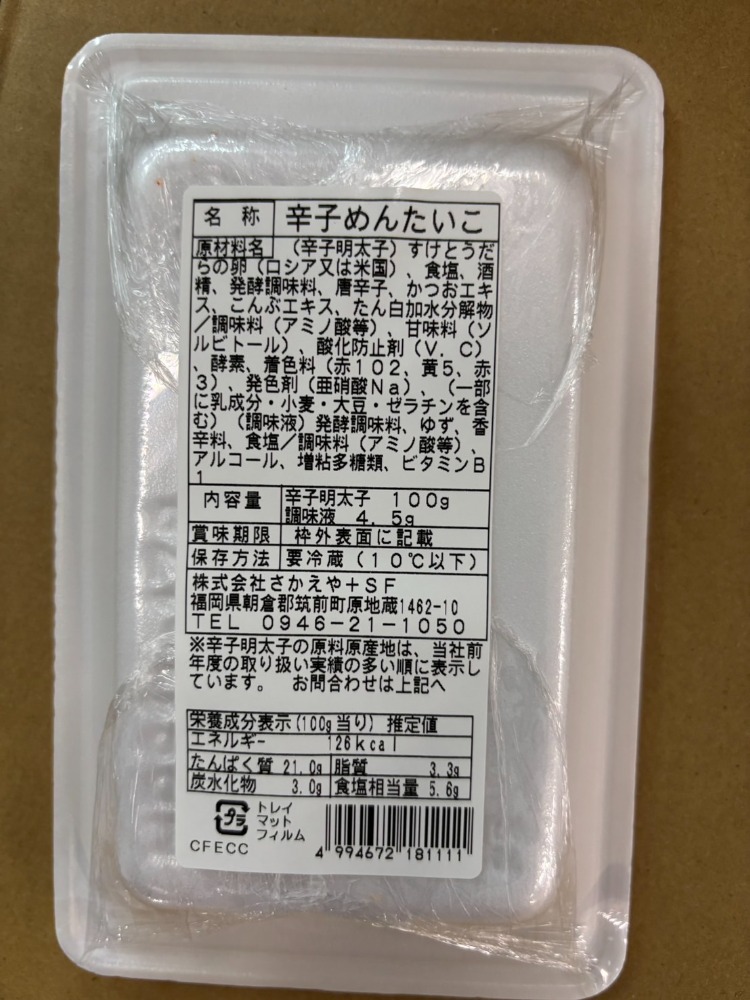 名称 辛子めんたいこ
原材料名 （辛子明太子）すけとうだ
らの卵（ロシア又は米国）、食塩、酒
精、発酵調味料、唐辛子、かつおエキ
ス、こんぶエキス、たん白加水分解物
／調味料（アミノ酸等）、甘味料（ソ
ルビトール）、酸化防止剤（V．C）
、酵素、着色料（赤102、黄5、赤
3）、発色剤（亜硝酸Na）、（一部
に乳成分・小麦・大豆・ゼラチンを含
む）（調味液）発酵調味料、ゆず、香
辛料、食塩／調味料（アミノ酸等）、
アルコール、増粘多糖類、ビタミンB
1
内容量 辛子明太子 100g
調味液 4．5g
賞味期限 枠外表面に記載
保存方法 要冷蔵（10℃以下）
株式会社さかえや＋SF
福岡県朝倉郡筑前町原地蔵1462-10
TEL 0946-21-1050
※辛子明太子の原料原産地は、当社前
年度の取り扱い実績の多い順に表示し
ています。 お問合わせは上記へ
栄養成分表示(100g当り) 推定値
エネルギー 126kcal
たんぱく質 21.0g 脂質 3.3g
炭水化物 3.0g 食塩相当量 5.6g
プラ トレイ
マット
フィルム
CFECC
4 994672 181111